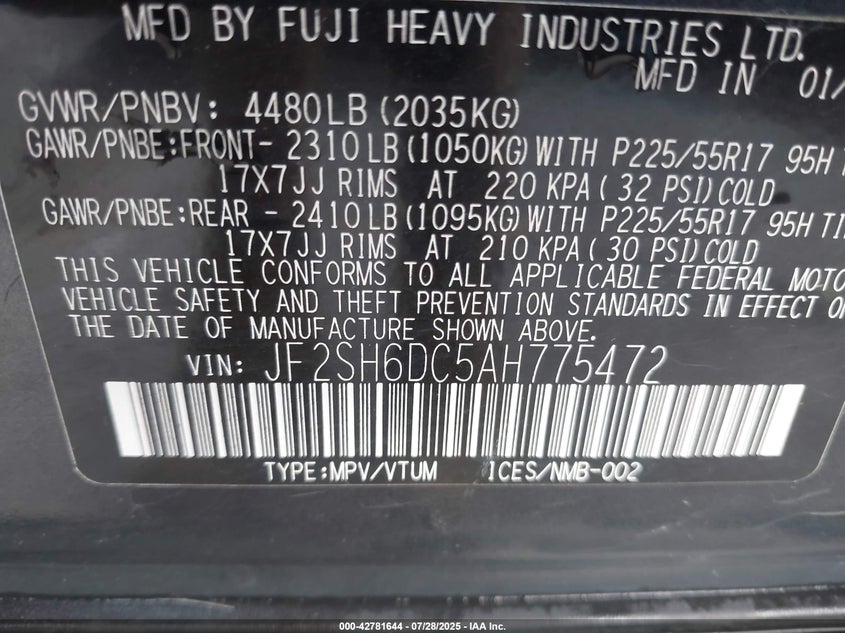 MFD BY FUJI HEAVY INDUSTRIES LTD.
MFD IN 01/
GVWR/PNBV: 4480LB (2035KG)
GAWR/PNBE:FRONT- 2310LB (1050KG) WITH P225/55R17 95H
17X7JJ RIMS AT 220 KPA ( 32 PSI) COLD
GAWR/PNBE:REAR - 2410LB (1095KG) WITH P225/55R17 95H
17X7JJ RIMS AT 210 KPA ( 30 PSI) COLD
THIS VEHICLE CONFORMS TO ALL APPLICABLE FEDERAL MOTO
VEHICLE SAFETY AND THEFT PREVENTION STANDARDS IN EFFECT
THE DATE OF MANUFACTURE SHOWN ABOVE.
VIN: JF2SH6DC5AH775472
TYPE:MPV/VTUM 1CES/NMB-002
000-42781644 / 07/28/2025 - IAA Inc.